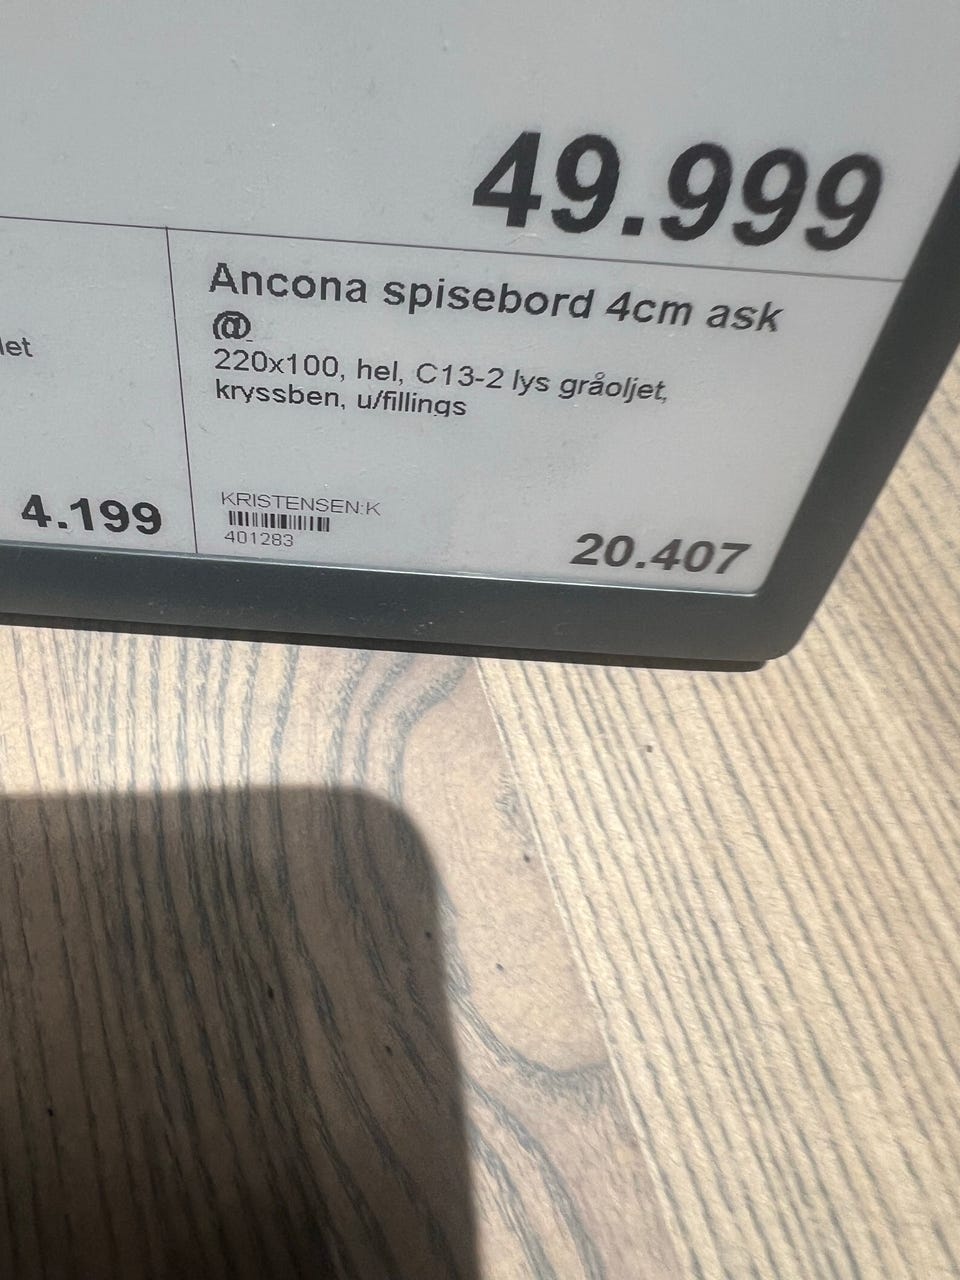 49.999
Ancona spisebord 4cm ask
@
220x100, hel, C13-2 lys gråoljet,
kryssben, u/fillings
let
KRISTENSEN:K
401283
4.199
20.407